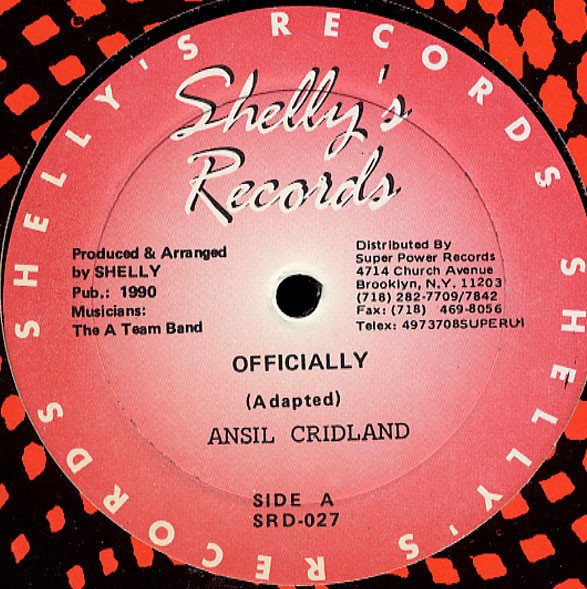 SHELLY'S RECORDS
SHELLY'S RECORDS
Shelly's
Records
Produced & Arranged
by SHELLY
Pub.: 1990
Musicians:
The A Team Band
Distributed By
Super Power Records
4714 Church Avenue
Brooklyn, N.Y. 11203
(718) 282-7709/7842
Fax: (718) 469-8056
Telex: 4973708SUPERUI
OFFICIALLY
(Adapted)
ANSIL CRIDLAND
SIDE A
SRD-027